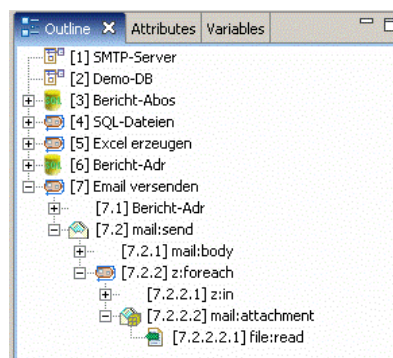 Outline Attributes Variables
[1] SMTP-Server
[2] Demo-DB
[3] Bericht-Abos
[4] SQL-Dateien
[5] Excel erzeugen
[6] Bericht-Adr
[7] Email versenden
[7.1] Bericht-Adr
[7.2] mail:send
[7.2.1] mail:body
[7.2.2] z:foreach
[7.2.2.1] z:in
[7.2.2.2] mail:attachment
[7.2.2.2.1] file:read